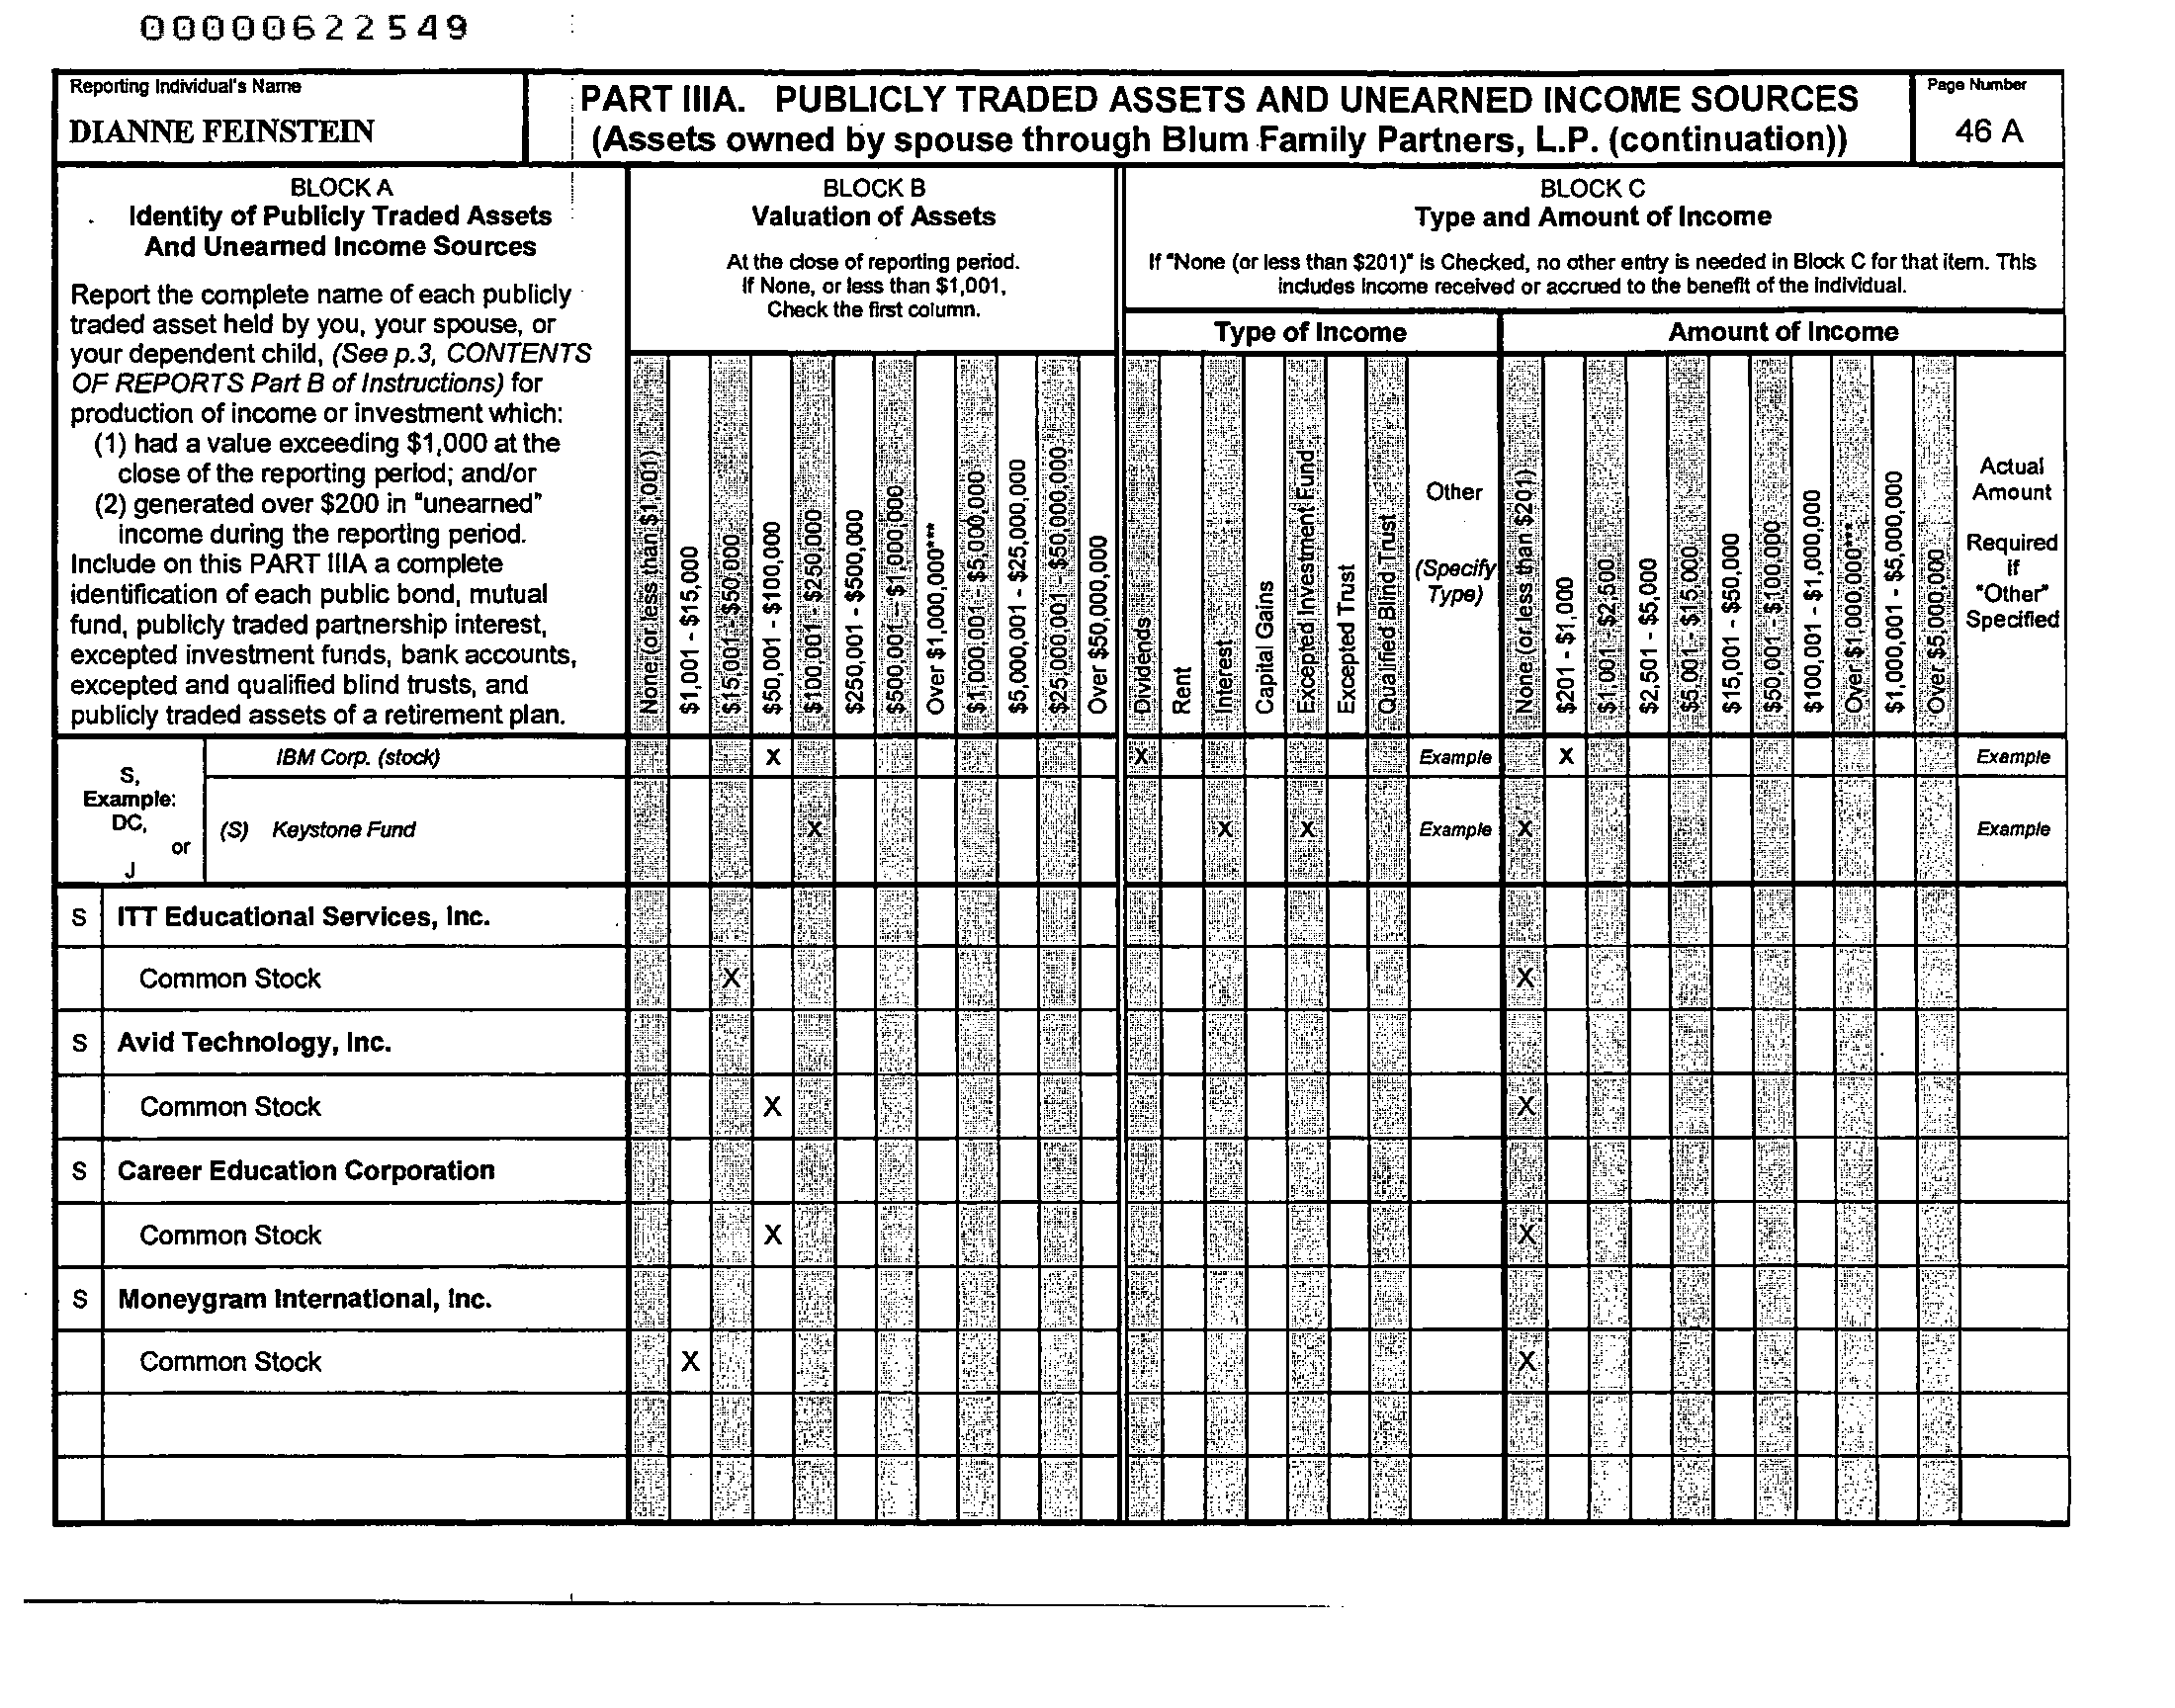 00000622549
Reporting Individual's Name
DIANNE FEINSTEIN
PART IIIA. PUBLICLY TRADED ASSETS AND UNEARNED INCOME SOURCES
(Assets owned by spouse through Blum Family Partners, L.P. (continuation))
Page Number
46 A
BLOCK A
Identity of Publicly Traded Assets
And Unearned Income Sources
Report the complete name of each publicly
traded asset held by you, your spouse, or
your dependent child, (See p.3, CONTENTS
OF REPORTS Part B of Instructions) for
production of income or investment which:
(1) had a value exceeding $1,000 at the
close of the reporting period; and/or
(2) generated over $200 in "unearned"
income during the reporting period.
Include on this PART IIIA a complete
identification of each public bond, mutual
fund, publicly traded partnership interest,
excepted investment funds, bank accounts,
excepted and qualified blind trusts, and
publicly traded assets of a retirement plan.
BLOCK B
Valuation of Assets
At the close of reporting period.
If None, or less than $1,001,
Check the first column.
BLOCK C
Type and Amount of Income
If "None (or less than $201)" is Checked, no other entry is needed in Block C for that item. This
includes income received or accrued to the benefit of the individual.
Type of Income
Amount of Income
None (or less than $1,001)
$1,001 - $15,000
$15,001 - $50,000
$50,001 - $100,000
$100,001 - $250,000
$250,001 - $500,000
$500,001 - $1,000,000
Over $1,000,000***
$1,000,001 - $5,000,000
$5,000,001 - $25,000,000
$25,000,001 - $50,000,000
Over $50,000,000
Dividends
Rent
Interest
Capital Gains
Excepted Investment Fund
Excepted Trust
Qualified Blind Trust
Other
(Specify
Type)
None (or less than $201)
$201 - $1,000
$1,001 - $2,500
$2,501 - $5,000
$5,001 - $15,000
$15,001 - $50,000
$50,001 - $100,000
$100,001 - $1,000,000
Over $1,000,000***
$1,000,001 - $5,000,000
Over $5,000,000
Actual
Amount
Required
if
"Other"
Specified
S,
Example:
DC,
or
J
IBM Corp. (stock) X X Example X Example
(S) Keystone Fund X X X Example X Example
S ITT Educational Services, Inc.
Common Stock X X
S Avid Technology, Inc.
Common Stock X X
S Career Education Corporation
Common Stock X X
S Moneygram International, Inc.
Common Stock X X